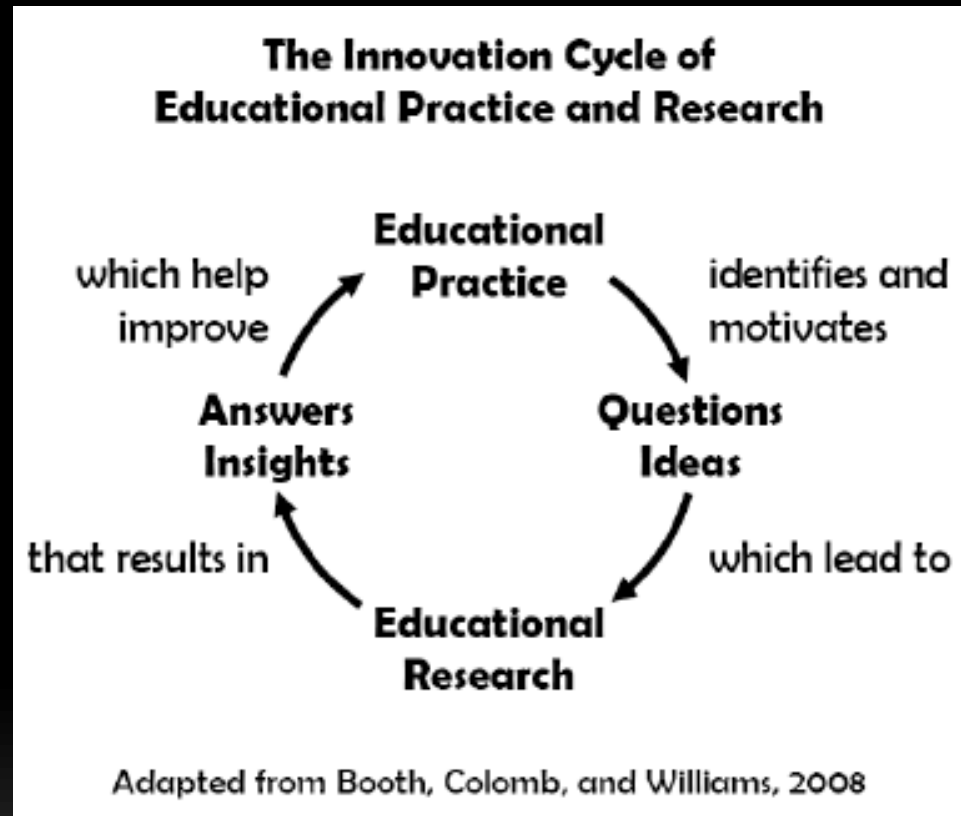 The Innovation Cycle of
Educational Practice and Research
Educational
Practice
identifies and
motivates
Questions
Ideas
which lead to
Educational
Research
that results in
Answers
Insights
which help
improve
Adapted from Booth, Colomb, and Williams, 2008